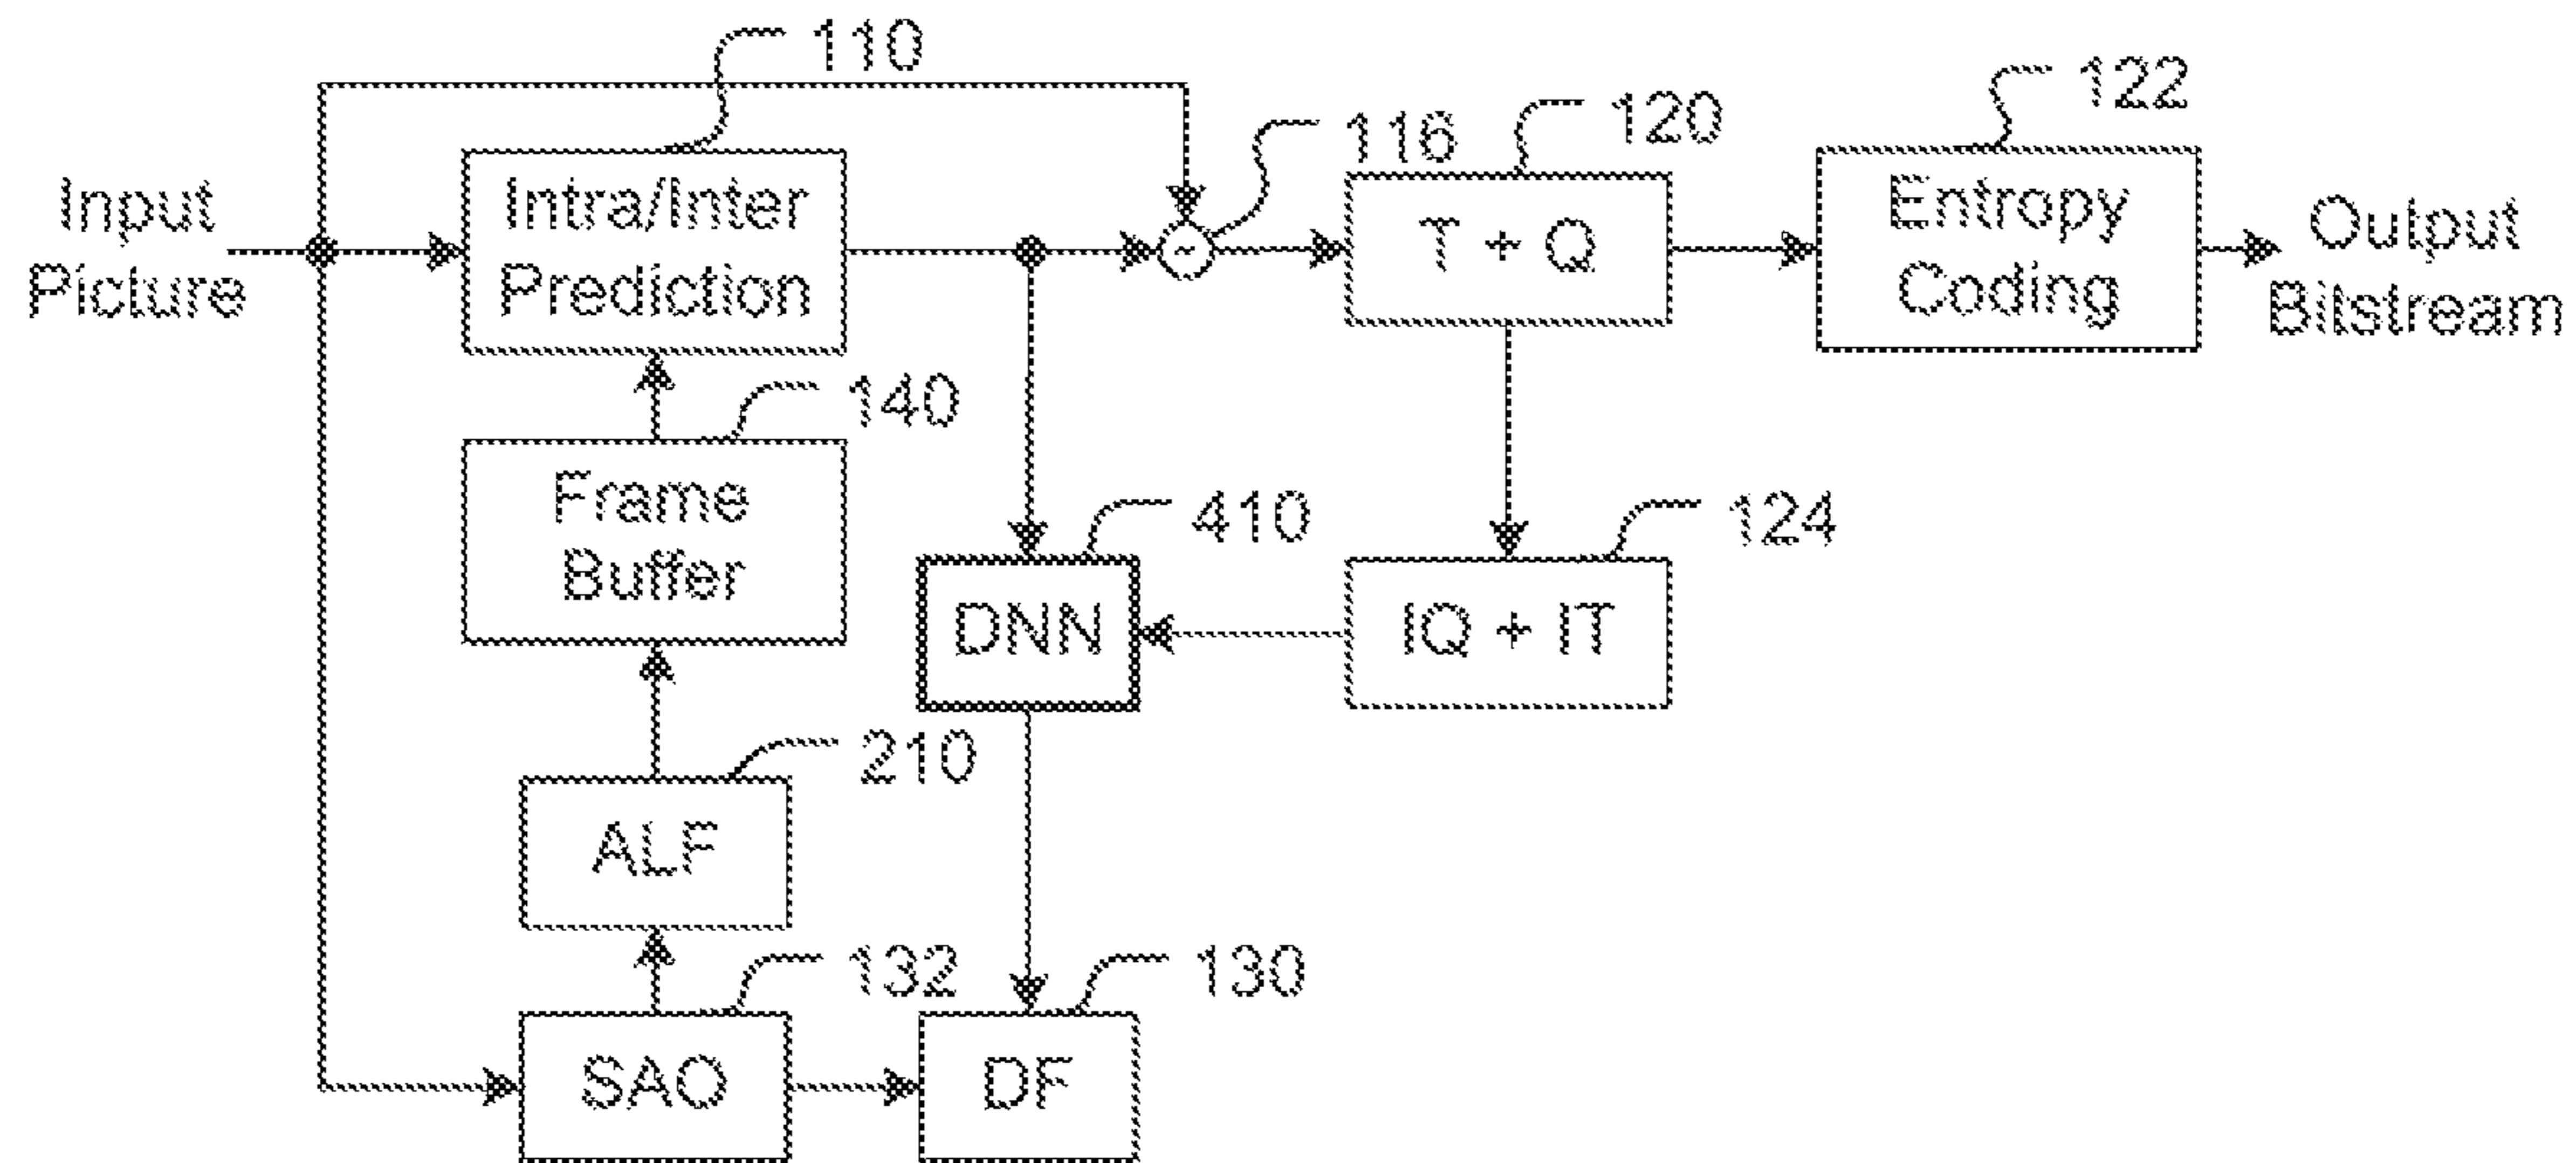 110
122
120
116
Input
Picture
Intra/Inter
Prediction
-
T + Q
Entropy
Coding
Output
Bitstream
140
Frame
Buffer
410
124
DNN
IQ + IT
210
ALF
132
130
SAO
DF